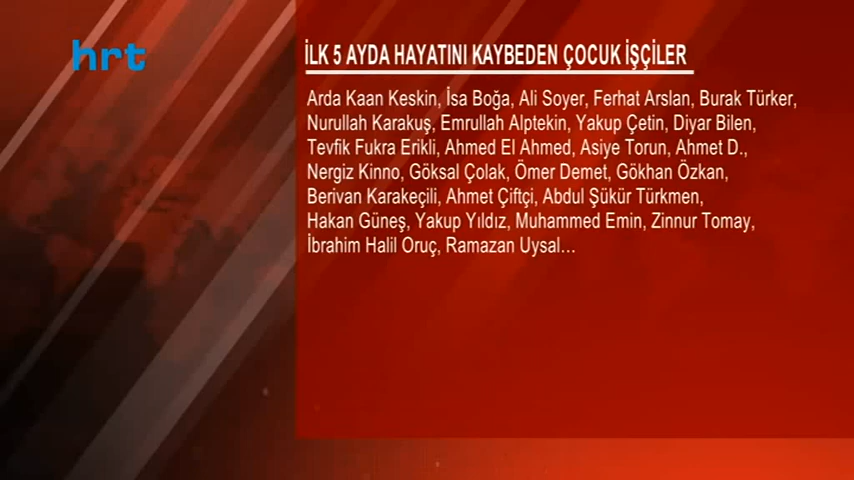 hrt
İLK 5 AYDA HAYATINI KAYBEDEN ÇOCUK İŞÇİLER
Arda Kaan Keskin, İsa Boğa, Ali Soyer, Ferhat Arslan, Burak Türker,
Nurullah Karakuş, Emrullah Alptekin, Yakup Çetin, Diyar Bilen,
Tevfik Fukra Erikli, Ahmed El Ahmed, Asiye Torun, Ahmet D.,
Nergiz Kinno, Göksal Çolak, Ömer Demet, Gökhan Özkan,
Berivan Karakeçili, Ahmet Çiftçi, Abdul Şükür Türkmen,
Hakan Güneş, Yakup Yıldız, Muhammed Emin, Zinnur Tomay,
İbrahim Halil Oruç, Ramazan Uysal…